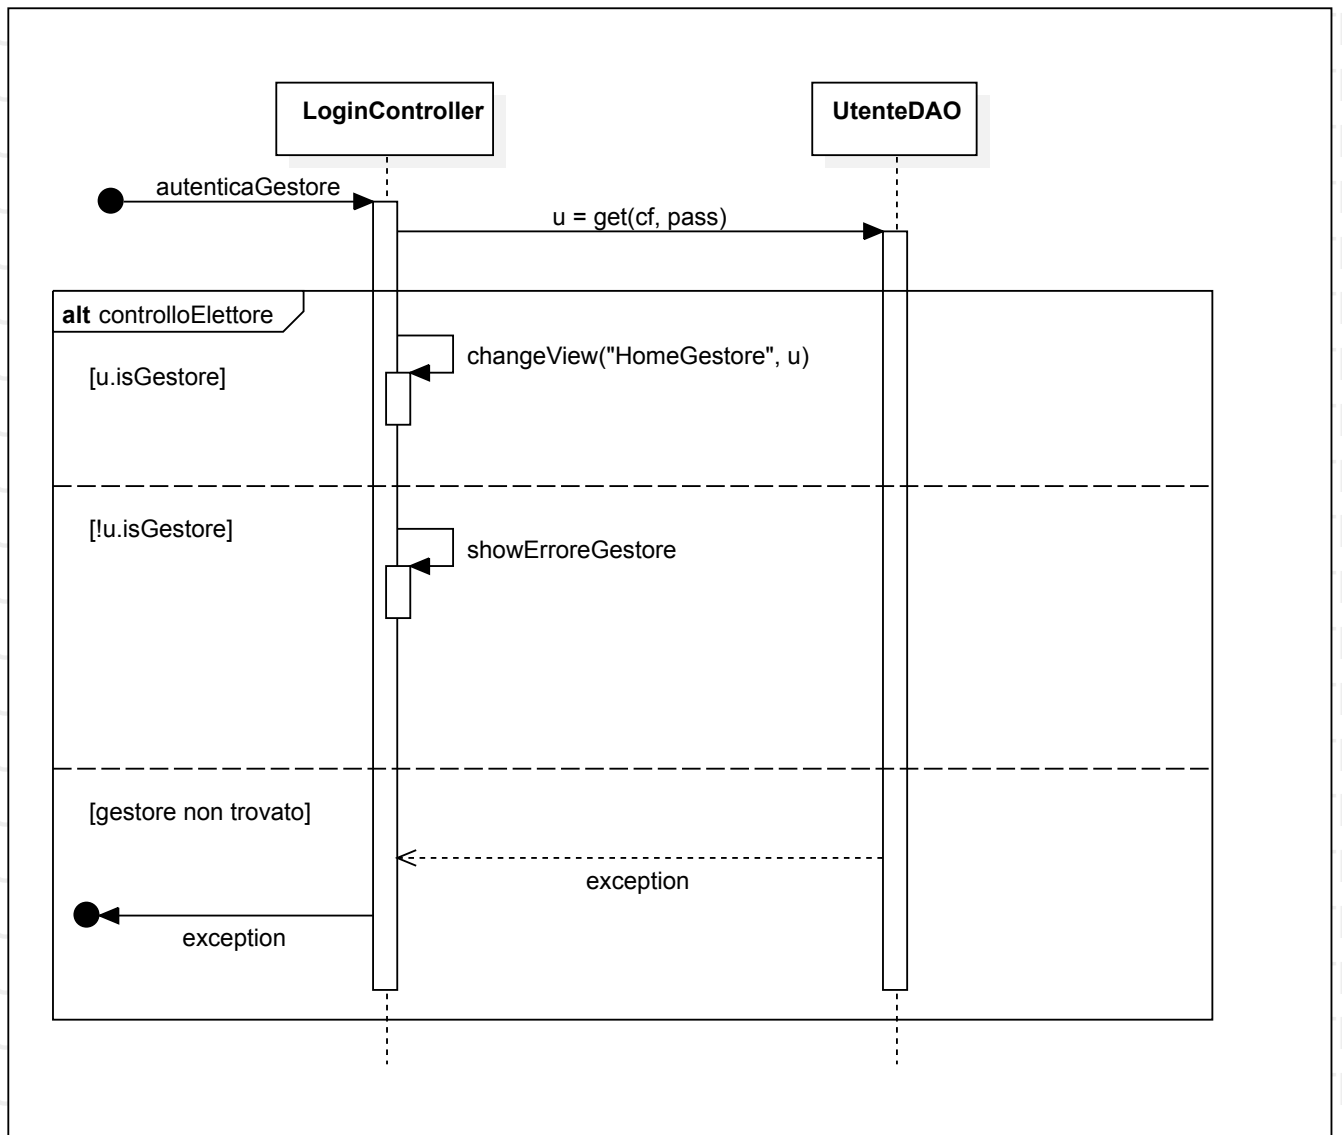 LoginController
UtenteDAO
autenticaGestore
u = get(cf, pass)
alt controlloElettore
changeView("HomeGestore", u)
[u.isGestore]
[!u.isGestore]
showErroreGestore
[gestore non trovato]
exception
exception